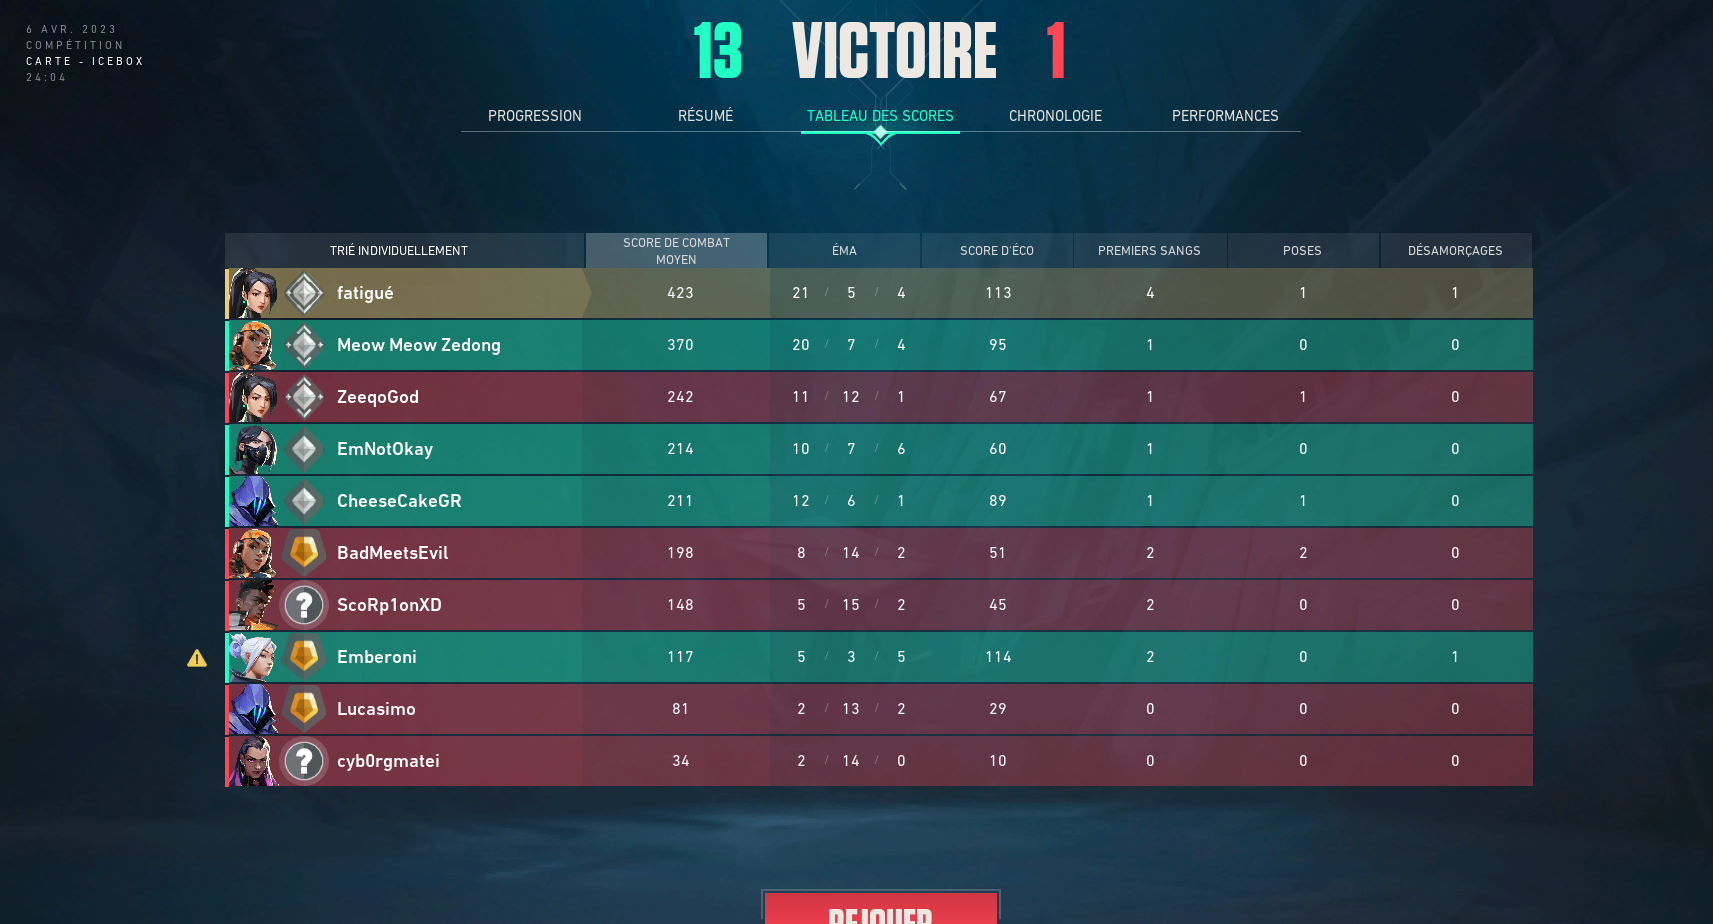 6 AVR. 2023
COMPÉTITION
CARTE - ICEBOX
24:04
13 VICTOIRE 1
PROGRESSION RÉSUMÉ TABLEAU DES SCORES CHRONOLOGIE PERFORMANCES
TRIÉ INDIVIDUELLEMENT SCORE DE COMBAT MOYEN ÉMA SCORE D'ÉCO PREMIERS SANGS POSES DÉSAMORÇAGES
fatigué 423 21 / 5 / 4 113 4 1 1
Meow Meow Zedong 370 20 / 7 / 4 95 1 0 0
ZeeqoGod 242 11 / 12 / 1 67 1 1 0
EmNotOkay 214 10 / 7 / 6 60 1 0 0
CheeseCakeGR 211 12 / 6 / 1 89 1 1 0
BadMeetsEvil 198 8 / 14 / 2 51 2 2 0
? ScoRp1onXD 148 5 / 15 / 2 45 2 0 0
Emberoni 117 5 / 3 / 5 114 2 0 1
Lucasimo 81 2 / 13 / 2 29 0 0 0
? cyb0rgmatei 34 2 / 14 / 0 10 0 0 0
REJOUER